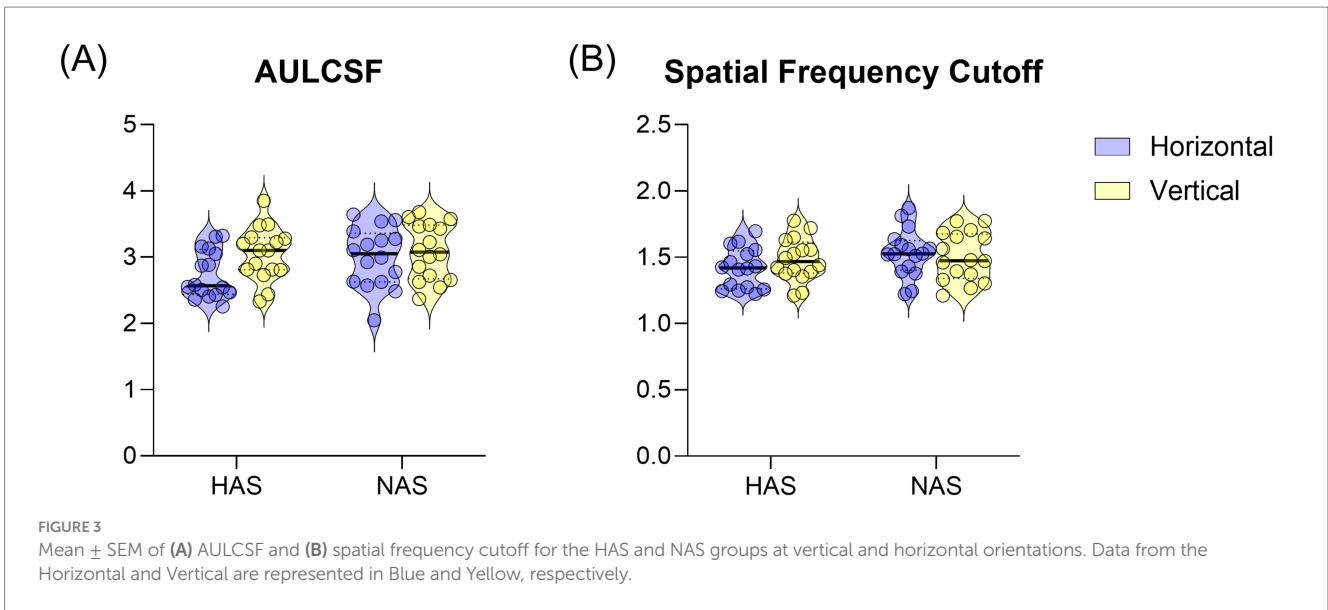 (A)
AULCSF
5
4
3
2
1
0
HAS
NAS
(B)
Spatial Frequency Cutoff
2.5
2.0
1.5
1.0
0.5
0.0
HAS
NAS
Horizontal
Vertical
FIGURE 3
Mean ± SEM of (A) AULCSF and (B) spatial frequency cutoff for the HAS and NAS groups at vertical and horizontal orientations. Data from the
Horizontal and Vertical are represented in Blue and Yellow, respectively.